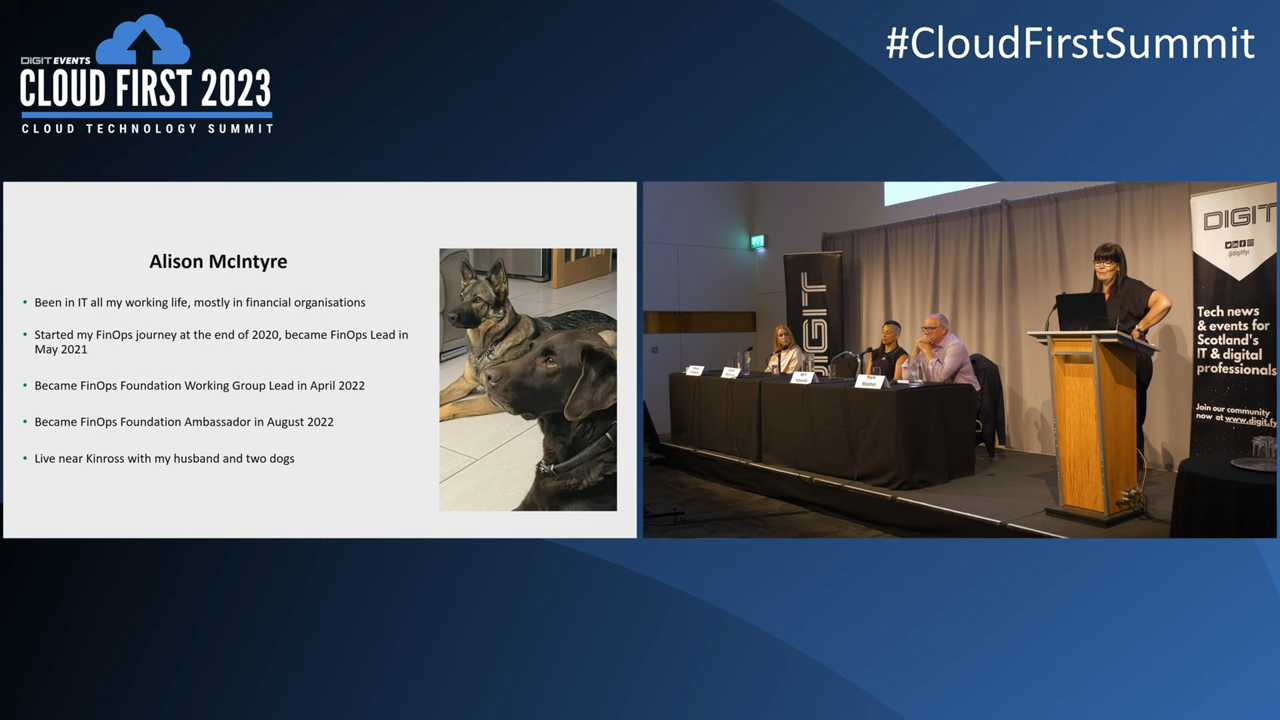 DIGIT EVENTS
CLOUD FIRST 2023
CLOUD TECHNOLOGY SUMMIT
#CloudFirstSummit
Alison McIntyre
• Been in IT all my working life, mostly in financial organisations
• Started my FinOps journey at the end of 2020, became FinOps Lead in
May 2021
• Became FinOps Foundation Working Group Lead in April 2022
• Became FinOps Foundation Ambassador in August 2022
• Live near Kinross with my husband and two dogs
DIGIT
Mark
Stephen
DIGIT
@digitfyi
Tech news
& events for
Scotland's
IT & digital
professionals
Join our community
now at www.digit.fy